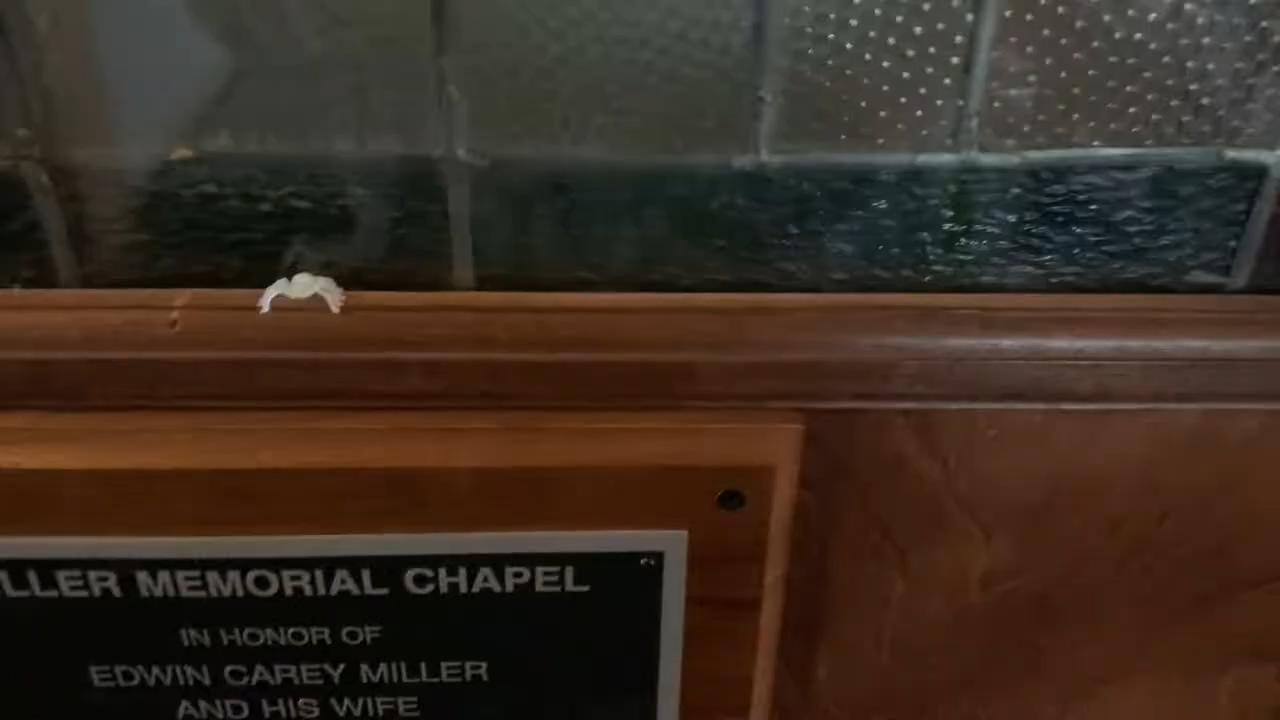 LLER MEMORIAL CHAPEL
IN HONOR OF
EDWIN CAREY MILLER
AND HIS WIFE